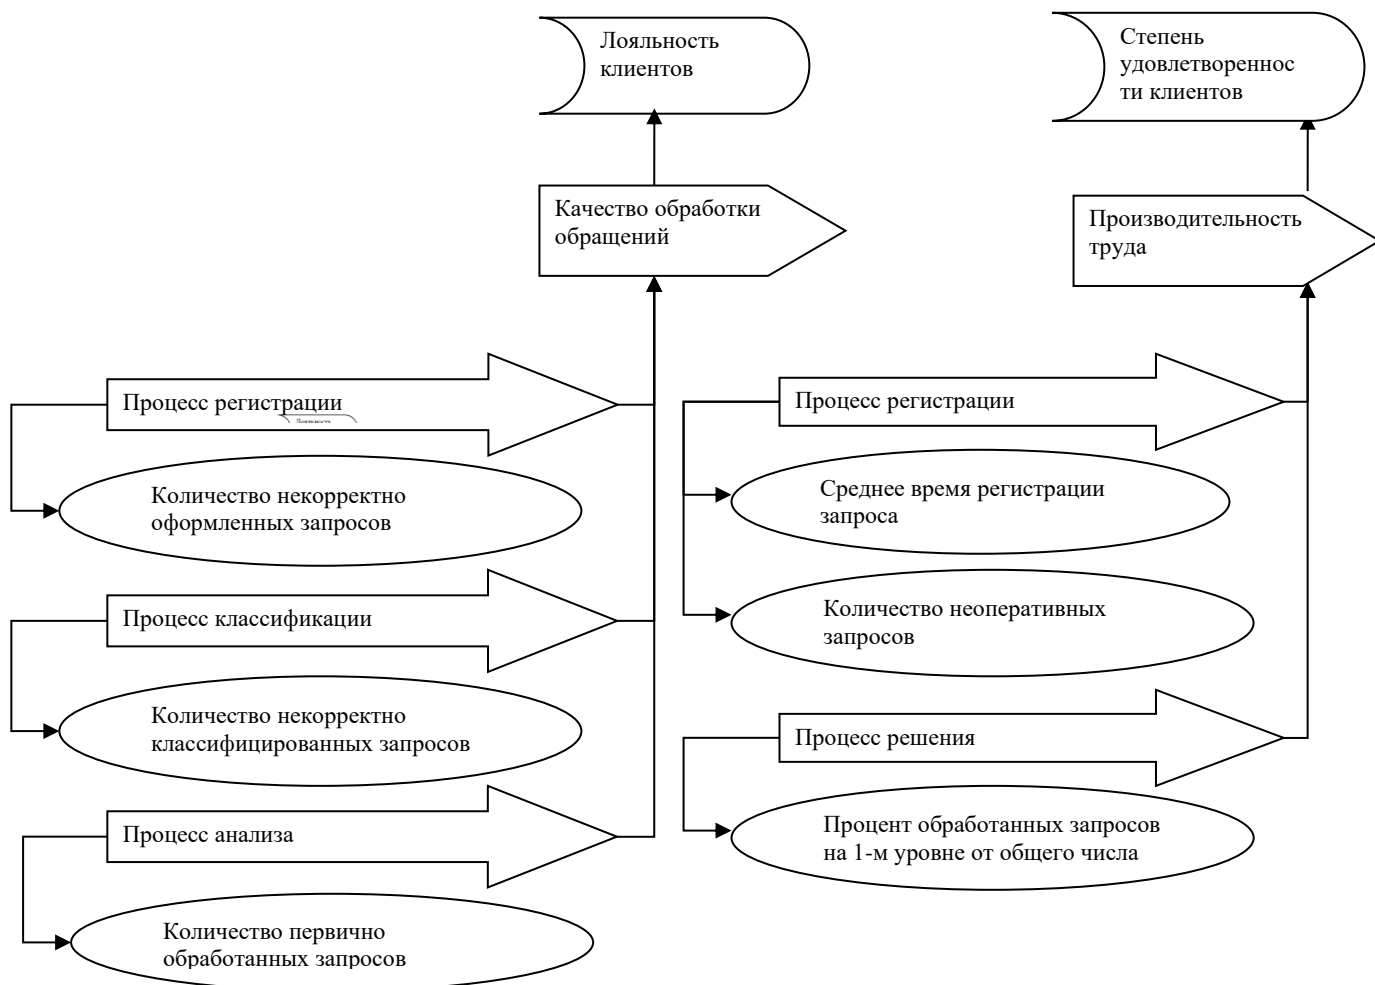 Лояльность
клиентов
Степень
удовлетвореннос
ти клиентов
Качество обработки
обращений
Производительность
труда
Процесс регистрации
Лояльность
Количество некорректно
оформленных запросов
Процесс классификации
Количество некорректно
классифицированных запросов
Процесс анализа
Количество первично
обработанных запросов
Процесс регистрации
Среднее время регистрации
запроса
Количество неоперативных
запросов
Процесс решения
Процент обработанных запросов
на 1-м уровне от общего числа